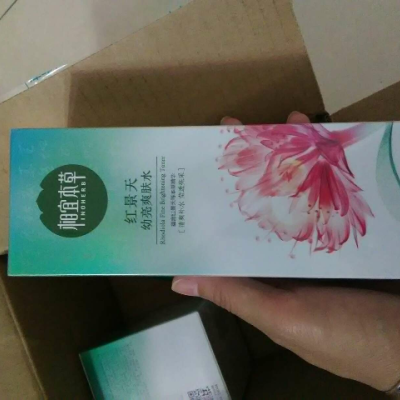 相宜本草
INOHERB
红景天
幼亮爽肤水
Rhodiola Fine Brightening Toner